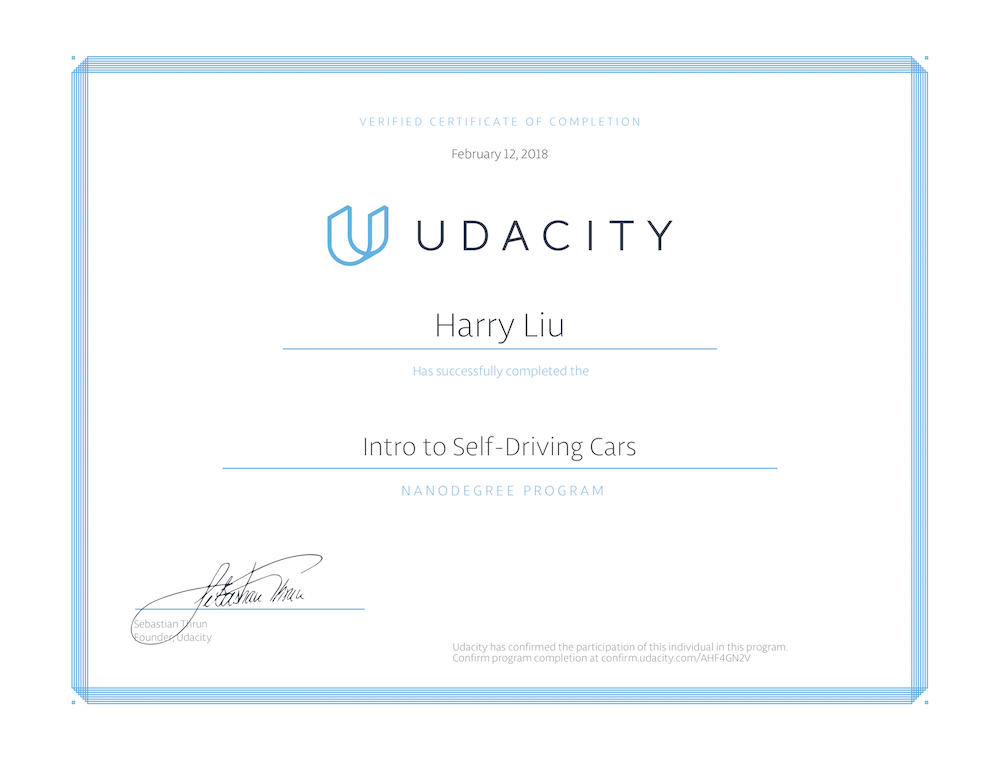 VERIFIED CERTIFICATE OF COMPLETION
February 12, 2018
UDACITY
Harry Liu
Has successfully completed the
Intro to Self-Driving Cars
NANODEGREE PROGRAM
Sebastian Thrun
Sebastian Thrun
Founder, Udacity
Udacity has confirmed the participation of this individual in this program.
Confirm program completion at confirm.udacity.com/AHF4GN2V